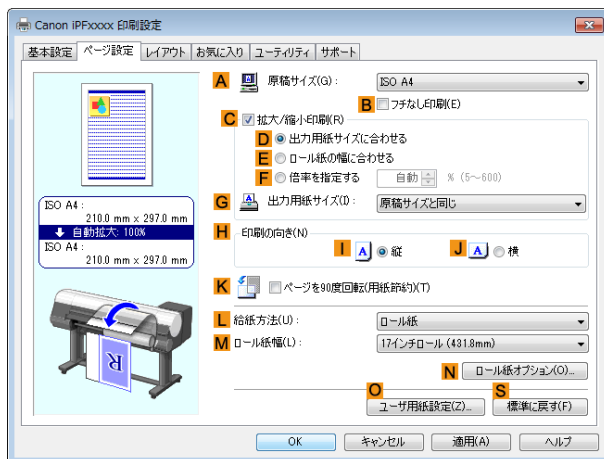 Canon iPFxxxx 印刷設定
基本設定 ページ設定 レイアウト お気に入り ユーティリティ サポート
A 原稿サイズ(G): ISO A4
B フチなし印刷(E)
C 拡大/縮小印刷(R)
D 出力用紙サイズに合わせる
E ロール紙の幅に合わせる
F 倍率を指定する 自動 % (5～600)
G 出力用紙サイズ(I): 原稿サイズと同じ
H 印刷の向き(N)
I A 縦 J A 横
K ページを90度回転(用紙節約)(T)
L 給紙方法(U): ロール紙
M ロール紙幅(L): 17インチロール (431.8mm)
N ロール紙オプション(O)...
O ユーザ用紙設定(Z)... S 標準に戻す(F)
ISO A4 :
210.0 mm x 297.0 mm
自動拡大: 100%
ISO A4 :
210.0 mm x 297.0 mm
R
OK キャンセル 適用(A) ヘルプ